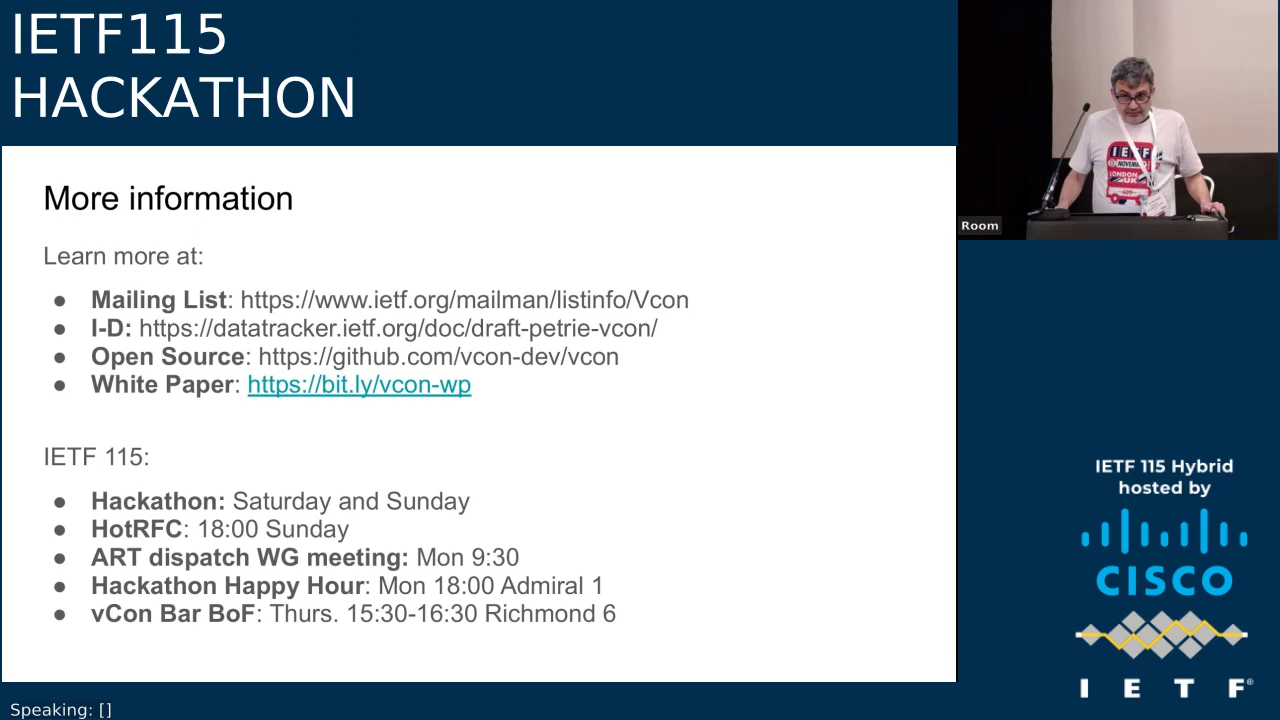 IETF115
HACKATHON
More information
Learn more at:
● Mailing List: https://www.ietf.org/mailman/listinfo/Vcon
● I-D: https://datatracker.ietf.org/doc/draft-petrie-vcon/
● Open Source: https://github.com/vcon-dev/vcon
● White Paper: https://bit.ly/vcon-wp
IETF 115:
● Hackathon: Saturday and Sunday
● HotRFC: 18:00 Sunday
● ART dispatch WG meeting: Mon 9:30
● Hackathon Happy Hour: Mon 18:00 Admiral 1
● vCon Bar BoF: Thurs. 15:30-16:30 Richmond 6
Speaking: []
IETF
NOVEMBER
LONDON
UK
Room
IETF 115 Hybrid
hosted by
CISCO
I E T F®